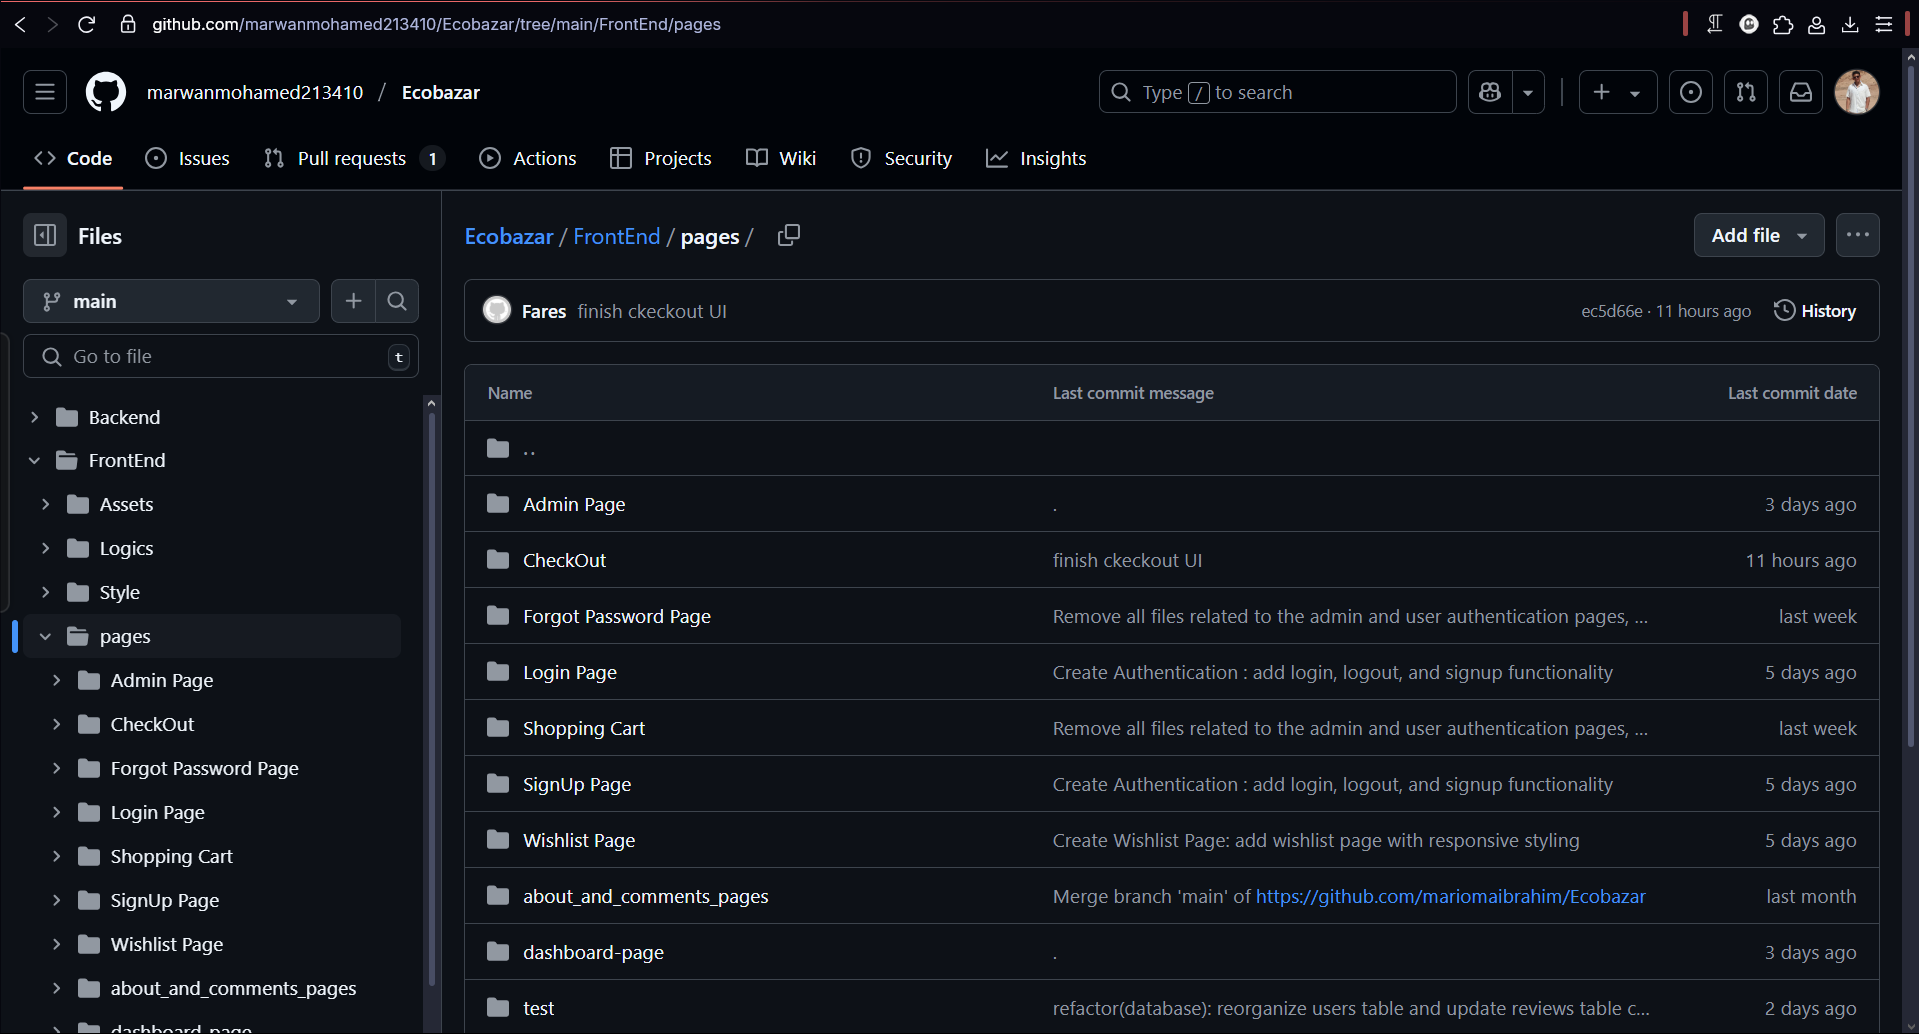 github.com/marwanmohamed213410/Ecobazar/tree/main/FrontEnd/pages
marwanmohamed213410 / Ecobazar
Type / to search
Code
Issues
Pull requests 1
Actions
Projects
Wiki
Security
Insights
Files
main
Go to file t
Backend
FrontEnd
Assets
Logics
Style
pages
Admin Page
CheckOut
Forgot Password Page
Login Page
Shopping Cart
SignUp Page
Wishlist Page
about_and_comments_pages
dashboard-page
Ecobazar / FrontEnd / pages /
Add file
Fares finish ckeckout UI ec5d66e · 11 hours ago History
Name Last commit message Last commit date
..
Admin Page . 3 days ago
CheckOut finish ckeckout UI 11 hours ago
Forgot Password Page Remove all files related to the admin and user authentication pages, ... last week
Login Page Create Authentication : add login, logout, and signup functionality 5 days ago
Shopping Cart Remove all files related to the admin and user authentication pages, ... last week
SignUp Page Create Authentication : add login, logout, and signup functionality 5 days ago
Wishlist Page Create Wishlist Page: add wishlist page with responsive styling 5 days ago
about_and_comments_pages Merge branch 'main' of https://github.com/mariomaibrahim/Ecobazar last month
dashboard-page . 3 days ago
test refactor(database): reorganize users table and update reviews table c... 2 days ago